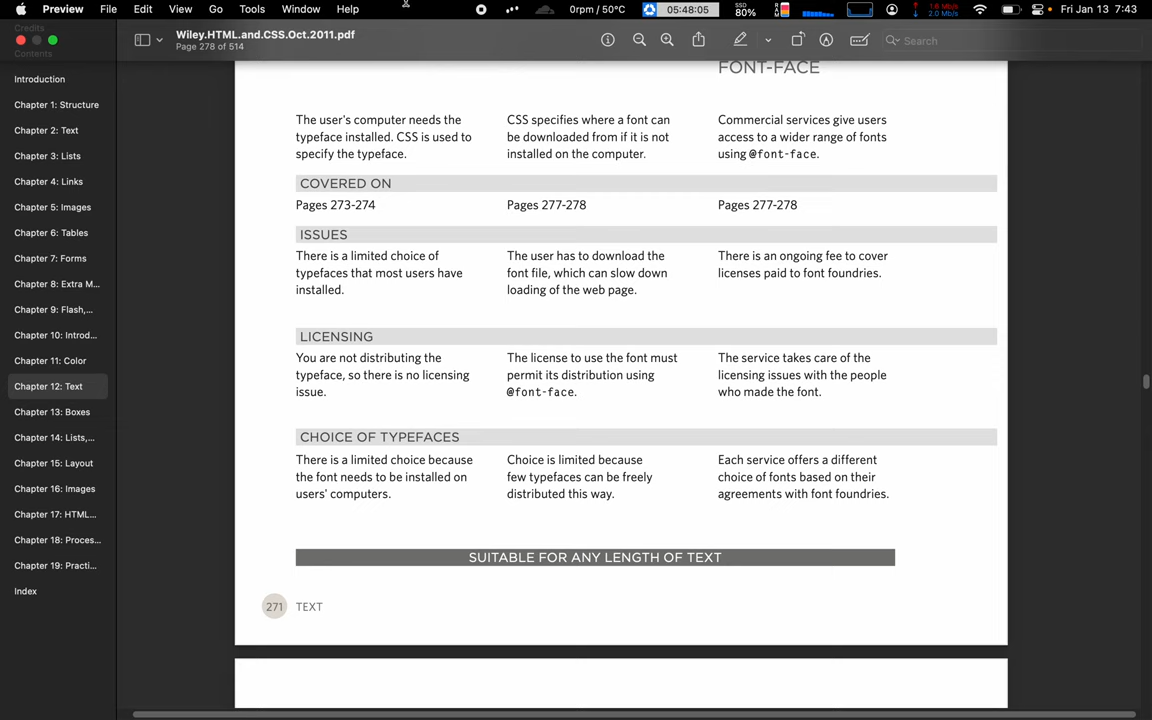 Preview File Edit View Go Tools Window Help 0rpm / 50°C 05:48:05 SSD 80% 1.6 Mb/s 2.0 Mb/s Fri Jan 13 7:43
Credits
Contents
Wiley.HTML.and.CSS.Oct.2011.pdf
Page 278 of 514
Search
Introduction
Chapter 1: Structure
Chapter 2: Text
Chapter 3: Lists
Chapter 4: Links
Chapter 5: Images
Chapter 6: Tables
Chapter 7: Forms
Chapter 8: Extra M...
Chapter 9: Flash,...
Chapter 10: Introd...
Chapter 11: Color
Chapter 12: Text
Chapter 13: Boxes
Chapter 14: Lists,...
Chapter 15: Layout
Chapter 16: Images
Chapter 17: HTML...
Chapter 18: Proces...
Chapter 19: Practi...
Index
FONT-FACE
The user's computer needs the
typeface installed. CSS is used to
specify the typeface.
CSS specifies where a font can
be downloaded from if it is not
installed on the computer.
Commercial services give users
access to a wider range of fonts
using @font-face.
COVERED ON
Pages 273-274
Pages 277-278
Pages 277-278
ISSUES
There is a limited choice of
typefaces that most users have
installed.
The user has to download the
font file, which can slow down
loading of the web page.
There is an ongoing fee to cover
licenses paid to font foundries.
LICENSING
You are not distributing the
typeface, so there is no licensing
issue.
The license to use the font must
permit its distribution using
@font-face.
The service takes care of the
licensing issues with the people
who made the font.
CHOICE OF TYPEFACES
There is a limited choice because
the font needs to be installed on
users' computers.
Choice is limited because
few typefaces can be freely
distributed this way.
Each service offers a different
choice of fonts based on their
agreements with font foundries.
SUITABLE FOR ANY LENGTH OF TEXT
271 TEXT